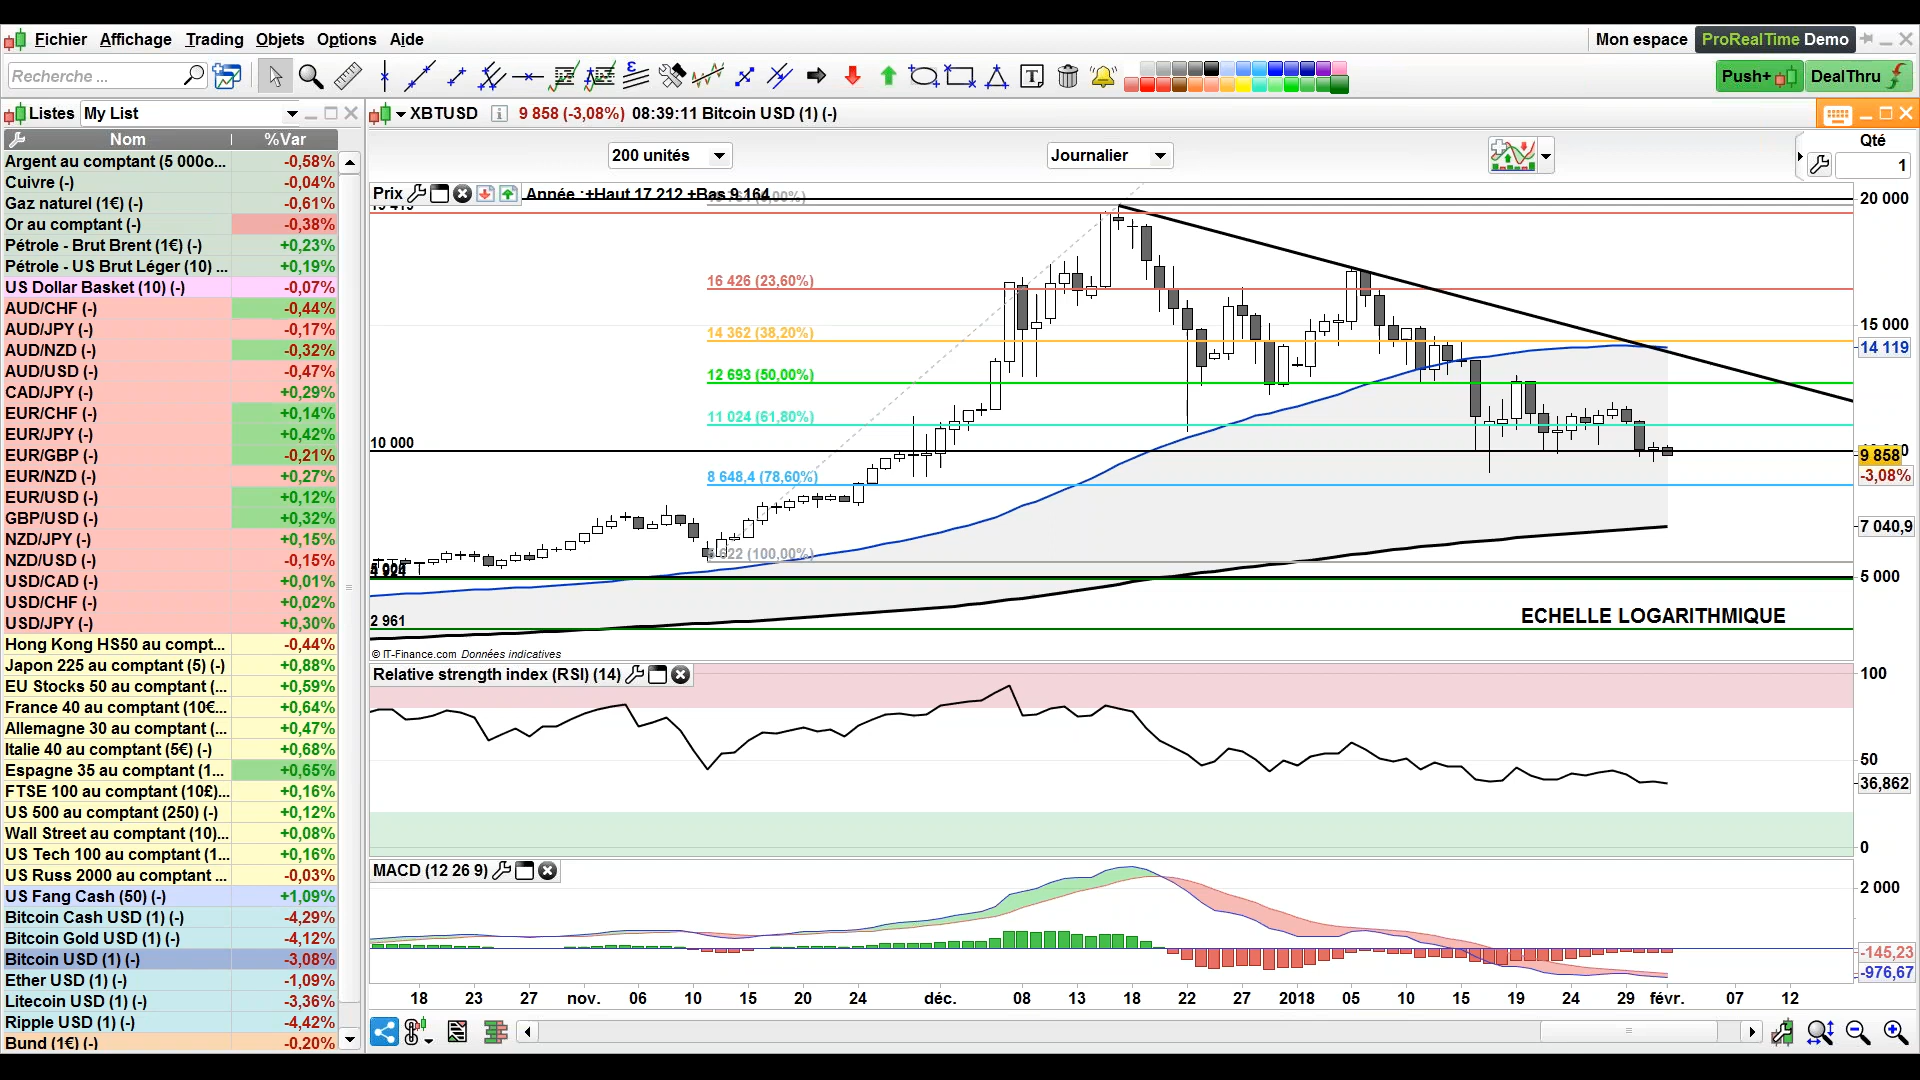 Fichier Affichage Trading Objets Options Aide
Mon espace ProRealTime Demo
Recherche ...
Push+ DealThru
Listes My List
XBTUSD 9 858 (-3,08%) 08:39:11 Bitcoin USD (1) (-)
Nom %Var
Argent au comptant (5 000o... -0,58%
Cuivre (-) -0,04%
Gaz naturel (1€) (-) -0,61%
Or au comptant (-) -0,38%
Pétrole - Brut Brent (1€) (-) +0,23%
Pétrole - US Brut Léger (10) ... +0,19%
US Dollar Basket (10) (-) -0,07%
AUD/CHF (-) -0,44%
AUD/JPY (-) -0,17%
AUD/NZD (-) -0,32%
AUD/USD (-) -0,47%
CAD/JPY (-) +0,29%
EUR/CHF (-) +0,14%
EUR/JPY (-) +0,42%
EUR/GBP (-) -0,21%
EUR/NZD (-) +0,27%
EUR/USD (-) +0,12%
GBP/USD (-) +0,32%
NZD/JPY (-) +0,15%
NZD/USD (-) -0,15%
USD/CAD (-) +0,01%
USD/CHF (-) +0,02%
USD/JPY (-) +0,30%
Hong Kong HS50 au compt... -0,44%
Japon 225 au comptant (5) (-) +0,88%
EU Stocks 50 au comptant (... +0,59%
France 40 au comptant (10€... +0,64%
Allemagne 30 au comptant (... +0,47%
Italie 40 au comptant (5€) (-) +0,68%
Espagne 35 au comptant (1... +0,65%
FTSE 100 au comptant (10£)... +0,16%
US 500 au comptant (250) (-) +0,12%
Wall Street au comptant (10)... +0,08%
US Tech 100 au comptant (1... +0,16%
US Russ 2000 au comptant ... -0,03%
US Fang Cash (50) (-) +1,09%
Bitcoin Cash USD (1) (-) -4,29%
Bitcoin Gold USD (1) (-) -4,12%
Bitcoin USD (1) (-) -3,08%
Ether USD (1) (-) -1,09%
Litecoin USD (1) (-) -3,36%
Ripple USD (1) (-) -4,42%
Bund (1€) (-) -0,20%
200 unités Journalier
Qté
1
Prix Année :+Haut 17 212 +Bas 9 164
20 000
16 426 (23,60%)
15 000
14 362 (38,20%)
14 119
12 693 (50,00%)
11 024 (61,80%)
10 000
9 858
-3,08%
8 648,4 (78,60%)
7 040,9
(100,00%)
5 000
2 961
ECHELLE LOGARITHMIQUE
© IT-Finance.com Données indicatives
Relative strength index (RSI) (14)
100
50
36,862
0
MACD (12 26 9)
2 000
-145,23
-976,67
18 23 27 nov. 06 10 15 20 24 déc. 08 13 18 22 27 2018 05 10 15 19 24 29 févr. 07 12